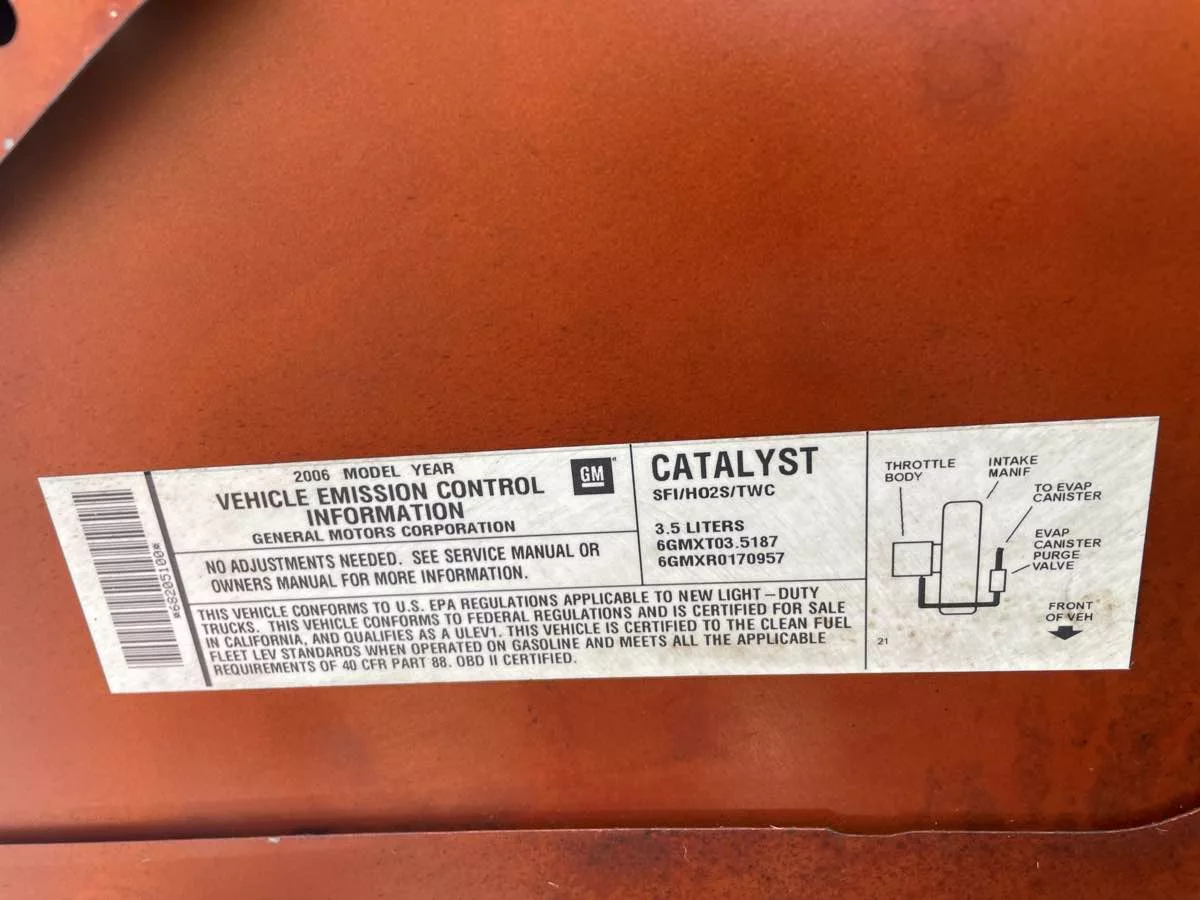 *68205100*
2006 MODEL YEAR
VEHICLE EMISSION CONTROL
INFORMATION
GENERAL MOTORS CORPORATION
GM
NO ADJUSTMENTS NEEDED. SEE SERVICE MANUAL OR
OWNERS MANUAL FOR MORE INFORMATION.
CATALYST
SFI/HO2S/TWC
3.5 LITERS
6GMXT03.5187
6GMXR0170957
THIS VEHICLE CONFORMS TO U.S. EPA REGULATIONS APPLICABLE TO NEW LIGHT-DUTY
TRUCKS. THIS VEHICLE CONFORMS TO FEDERAL REGULATIONS AND IS CERTIFIED FOR SALE
IN CALIFORNIA, AND QUALIFIES AS A ULEV1. THIS VEHICLE IS CERTIFIED TO THE CLEAN FUEL
FLEET LEV STANDARDS WHEN OPERATED ON GASOLINE AND MEETS ALL THE APPLICABLE
REQUIREMENTS OF 40 CFR PART 88. OBD II CERTIFIED.
THROTTLE
BODY
INTAKE
MANIF
TO EVAP
CANISTER
EVAP
CANISTER
PURGE
VALVE
FRONT
OF VEH
21